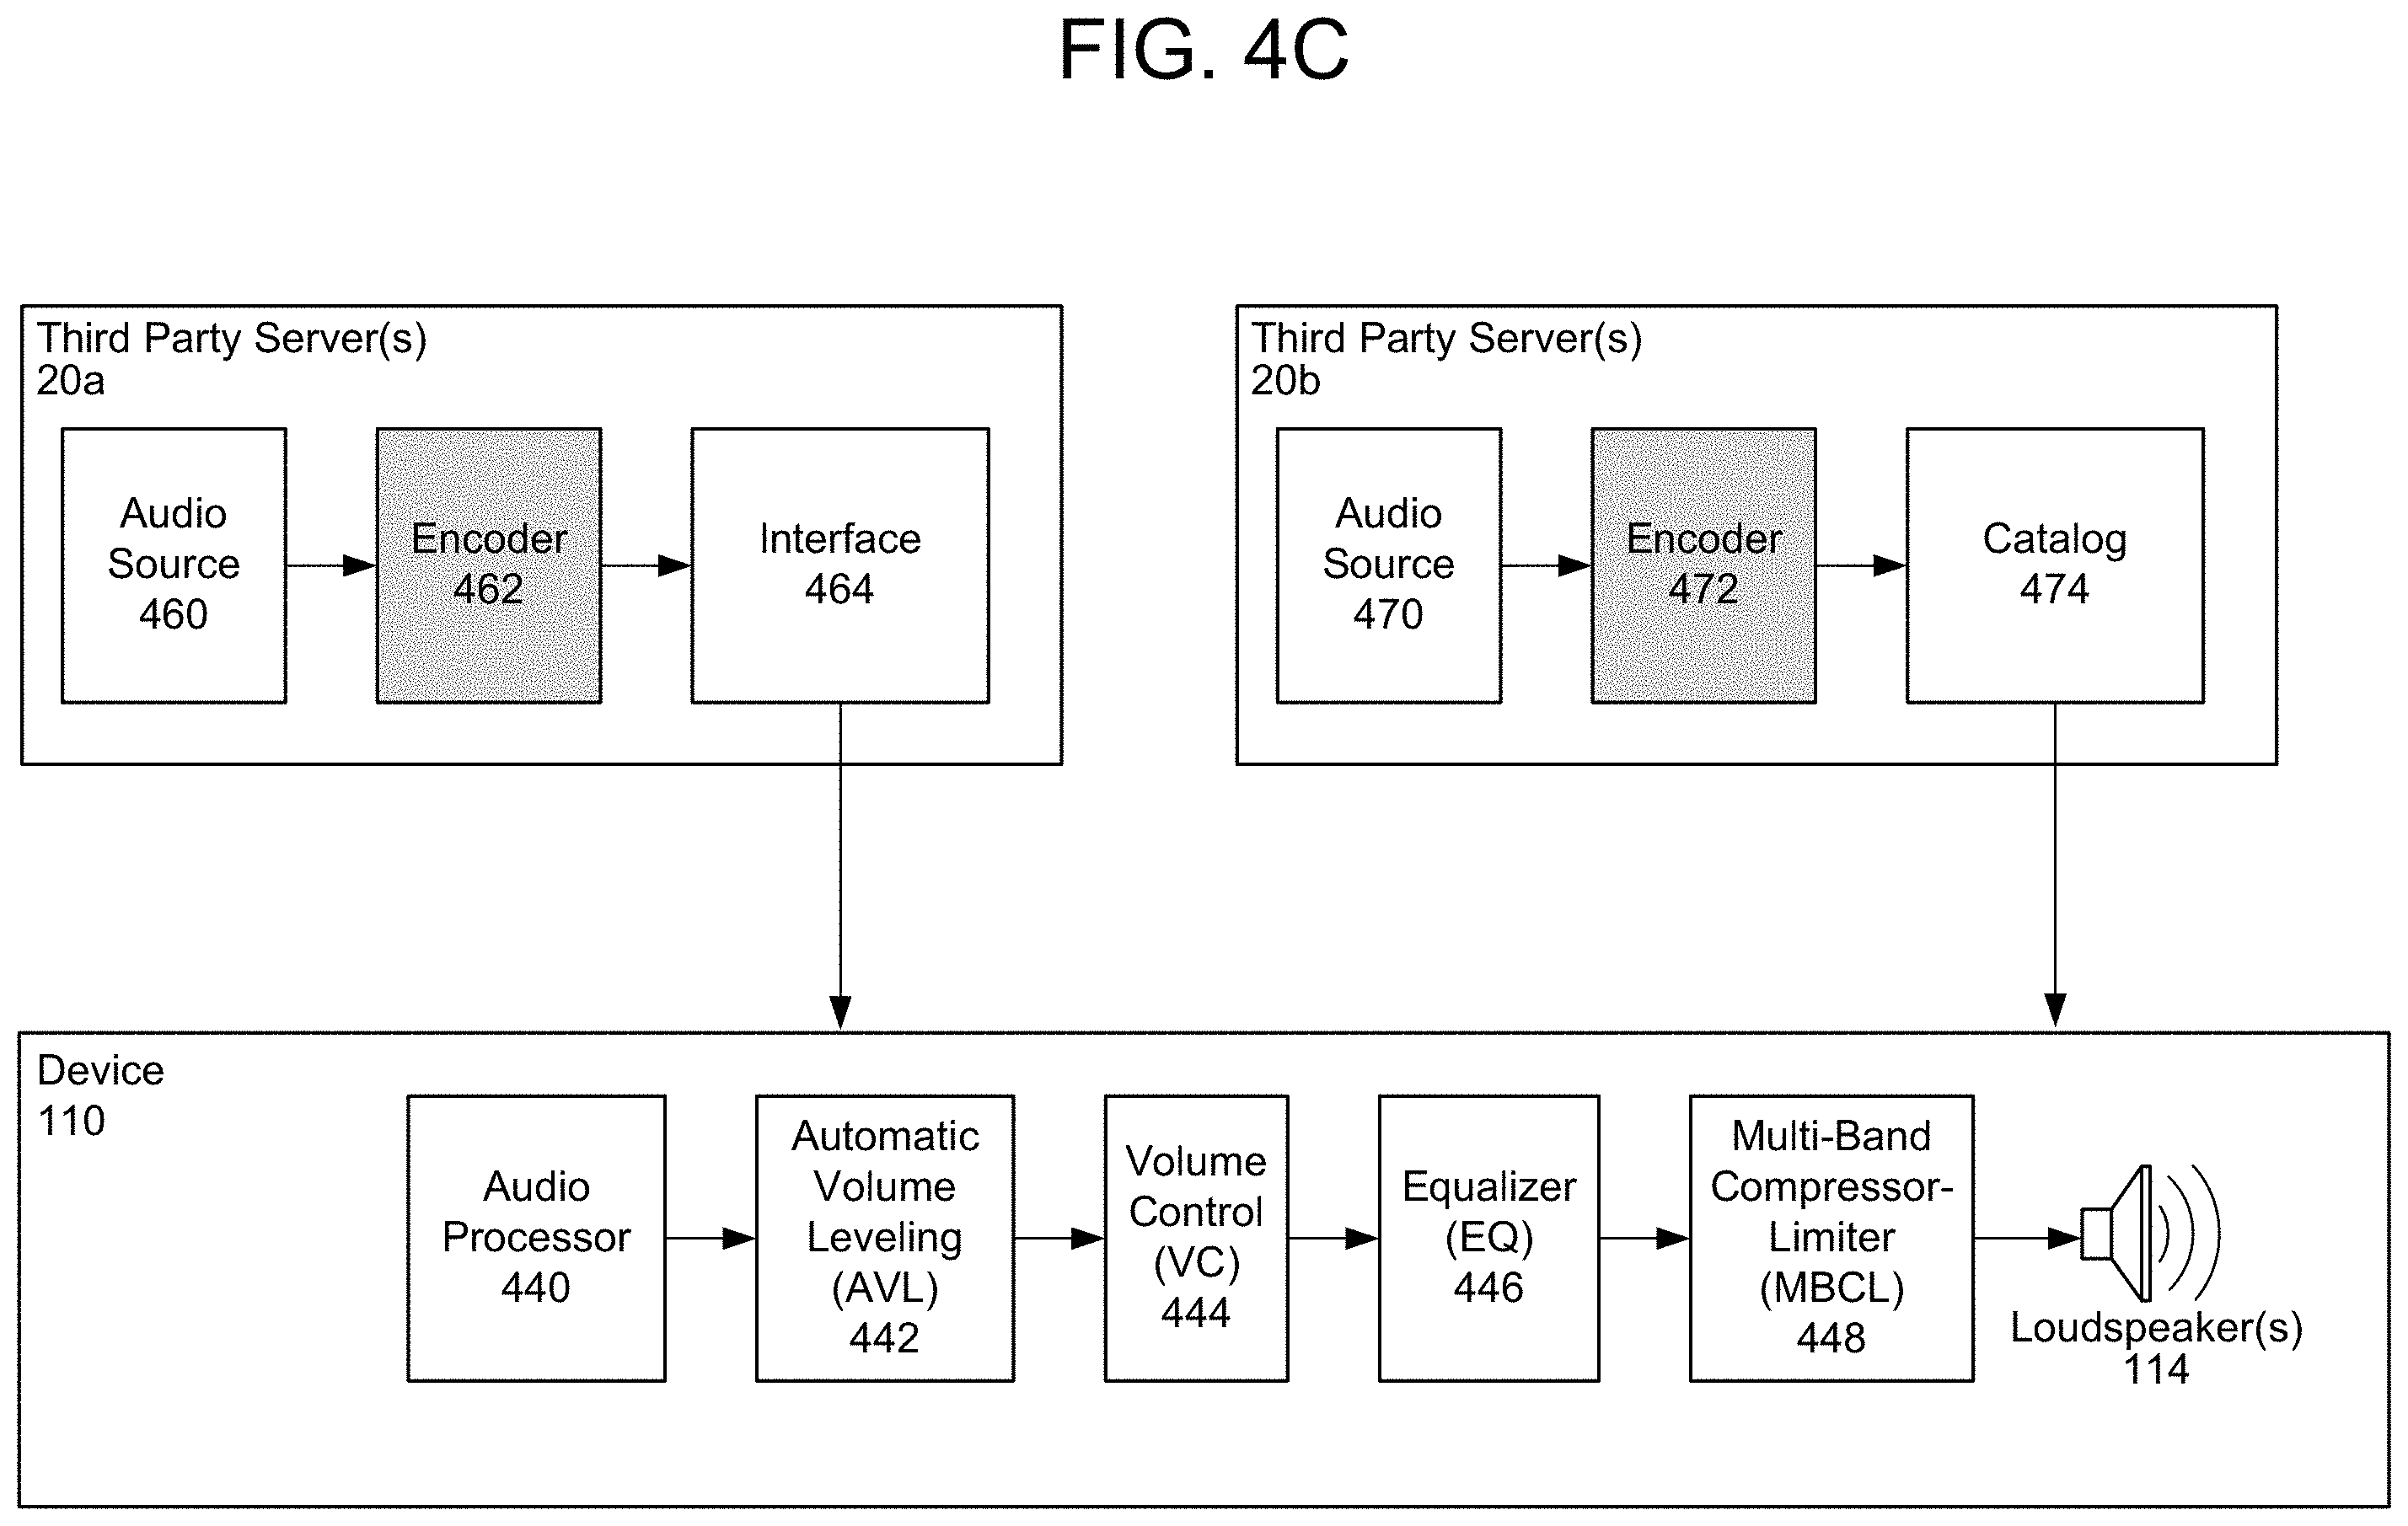 FIG. 4C
Third Party Server(s)
20a
Audio
Source
460
Encoder
462
Interface
464
Third Party Server(s)
20b
Audio
Source
470
Encoder
472
Catalog
474
Device
110
Audio
Processor
440
Automatic
Volume
Leveling
(AVL)
442
Volume
Control
(VC)
444
Equalizer
(EQ)
446
Multi-Band
Compressor-
Limiter
(MBCL)
448
Loudspeaker(s)
114